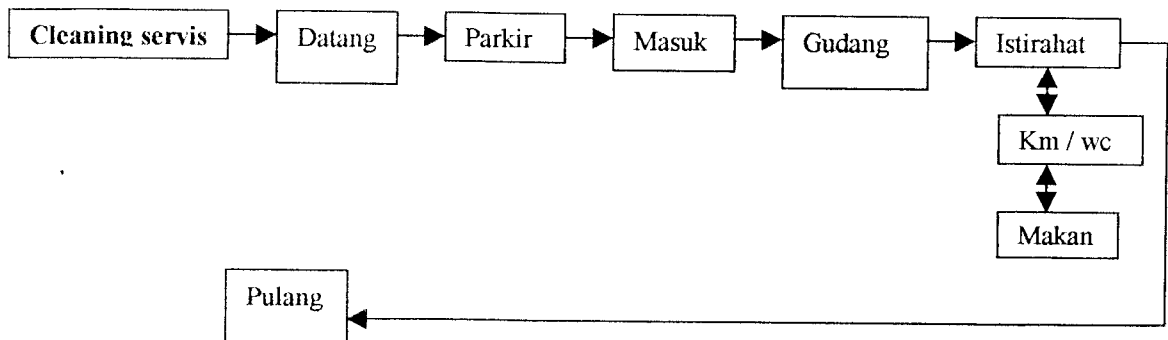 Cleaning servis
Datang
Parkir
Masuk
Gudang
Istirahat
Km / wc
Makan
Pulang